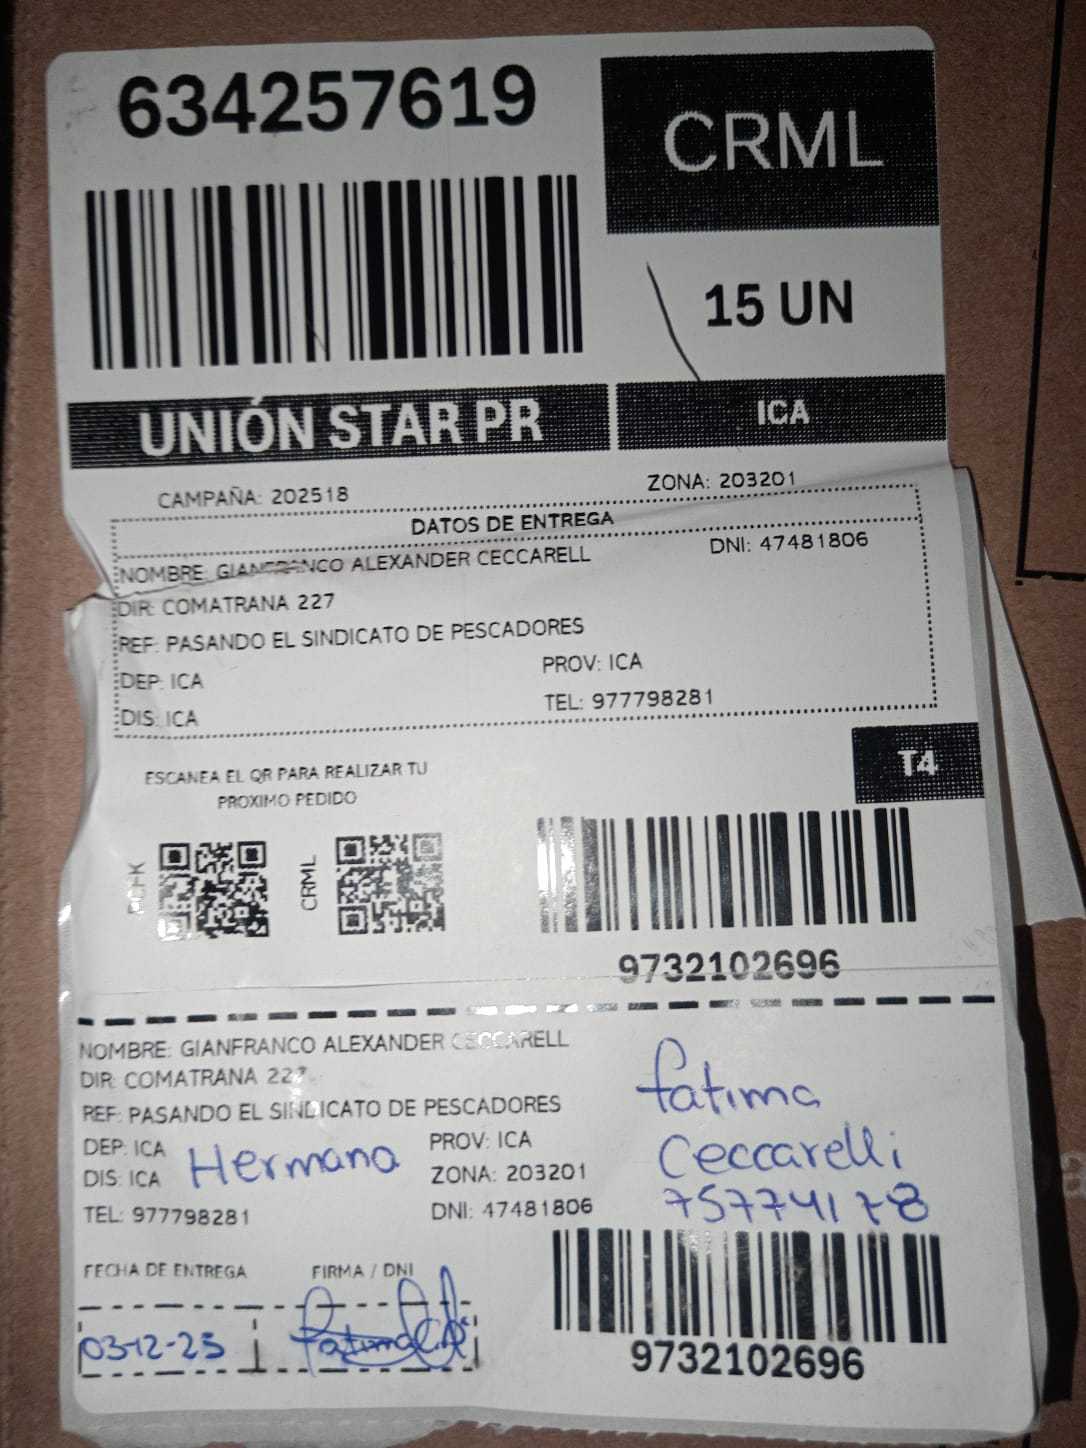 634257619
CRML
15 UN
UNIÓN STAR PR
ICA
CAMPAÑA: 202518
ZONA: 203201
DATOS DE ENTREGA
NOMBRE: GIANFRANCO ALEXANDER CECCARELL
DNI: 47481806
DIR: COMATRANA 227
REF: PASANDO EL SINDICATO DE PESCADORES
DEP: ICA
PROV: ICA
DIS: ICA
TEL: 977798281
T4
ESCANEA EL QR PARA REALIZAR TU
PROXIMO PEDIDO
CRML
9732102696
NOMBRE: GIANFRANCO ALEXANDER CECCARELL
DIR: COMATRANA 227
REF: PASANDO EL SINDICATO DE PESCADORES
DEP: ICA
PROV: ICA
DIS: ICA
Hermana
ZONA: 203201
TEL: 977798281
DNI: 47481806
fatima
Ceccarelli
75774178
FECHA DE ENTREGA
FIRMA / DNI
03-12-25
fatima
9732102696